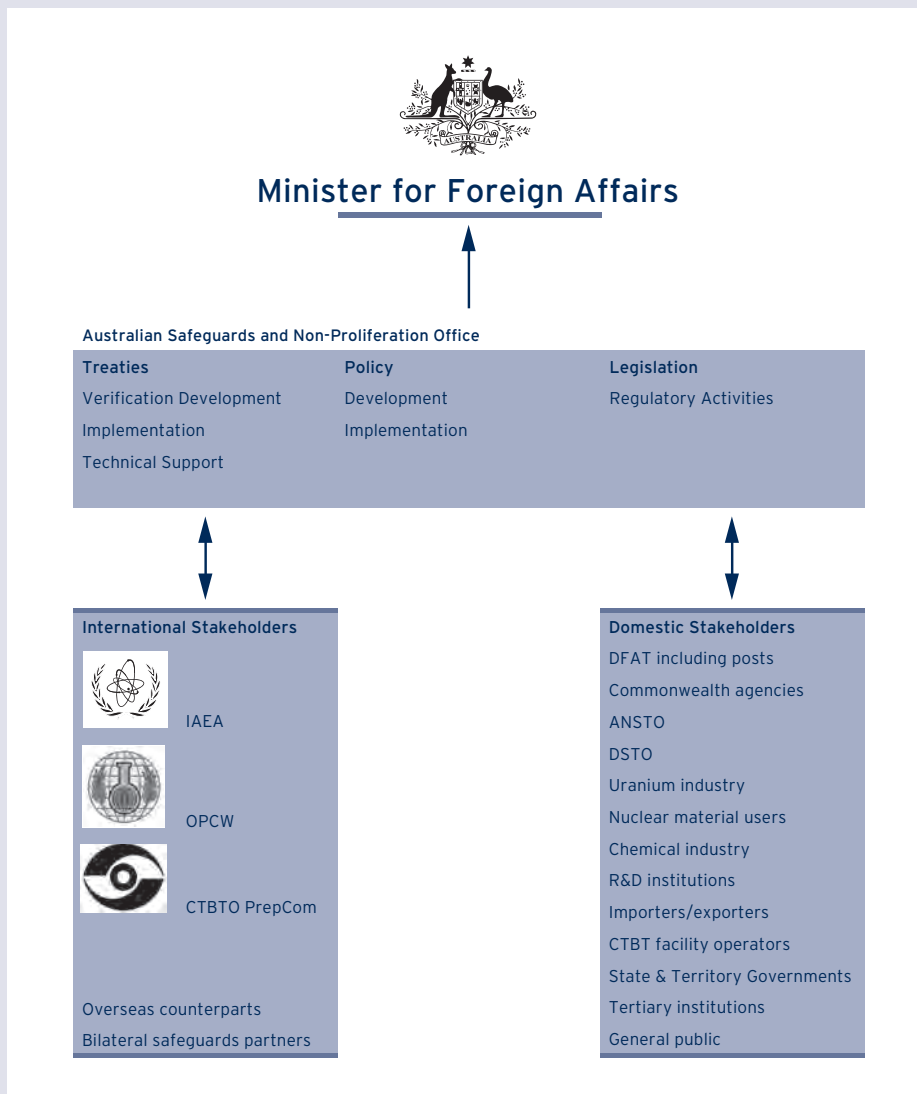 AUSTRALIA
Minister for Foreign Affairs
Australian Safeguards and Non-Proliferation Office
Treaties
Verification Development
Implementation
Technical Support
Policy
Development
Implementation
Legislation
Regulatory Activities
International Stakeholders
IAEA
OPCW
CTBTO PrepCom
Overseas counterparts
Bilateral safeguards partners
Domestic Stakeholders
DFAT including posts
Commonwealth agencies
ANSTO
DSTO
Uranium industry
Nuclear material users
Chemical industry
R&D institutions
Importers/exporters
CTBT facility operators
State & Territory Governments
Tertiary institutions
General public